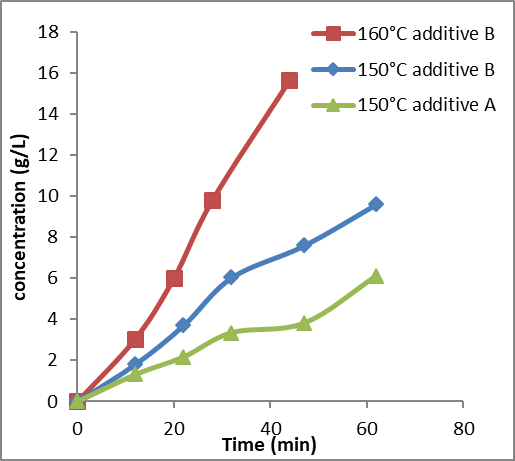 18
16
14
12
10
8
6
4
2
0
concentration (g/L)
160°C additive B
150°C additive B
150°C additive A
0 20 40 60 80
Time (min)